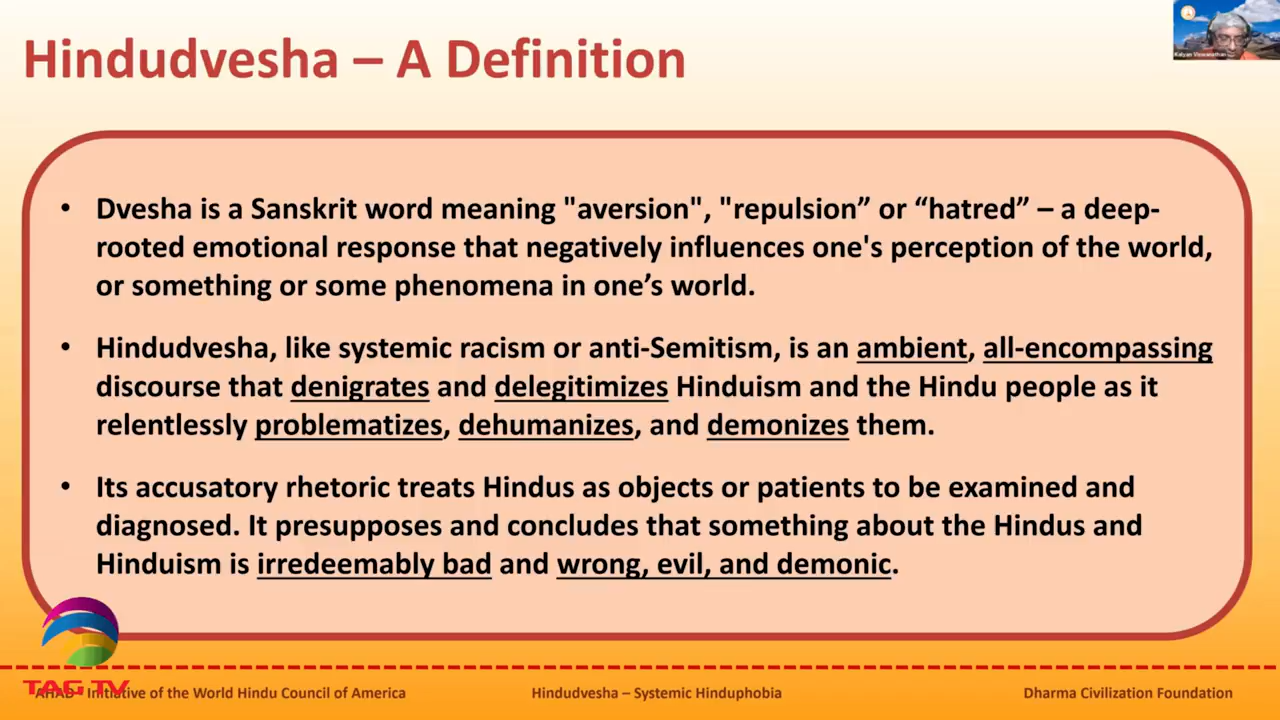 Hindudvesha – A Definition
Kalyan Viswanathan
• Dvesha is a Sanskrit word meaning "aversion", "repulsion” or “hatred” – a deep-
rooted emotional response that negatively influences one's perception of the world,
or something or some phenomena in one’s world.
• Hindudvesha, like systemic racism or anti-Semitism, is an ambient, all-encompassing
discourse that denigrates and delegitimizes Hinduism and the Hindu people as it
relentlessly problematizes, dehumanizes, and demonizes them.
• Its accusatory rhetoric treats Hindus as objects or patients to be examined and
diagnosed. It presupposes and concludes that something about the Hindus and
Hinduism is irredeemably bad and wrong, evil, and demonic.
TAG TV
AHAD - Initiative of the World Hindu Council of America
Hindudvesha – Systemic Hinduphobia
Dharma Civilization Foundation